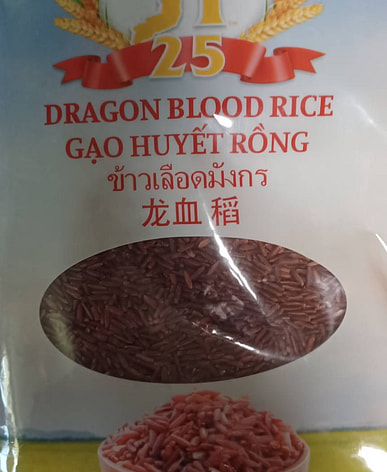 ST
25
DRAGON BLOOD RICE
GẠO HUYẾT RỒNG
ข้าวเลือดมังกร
龙血 稻